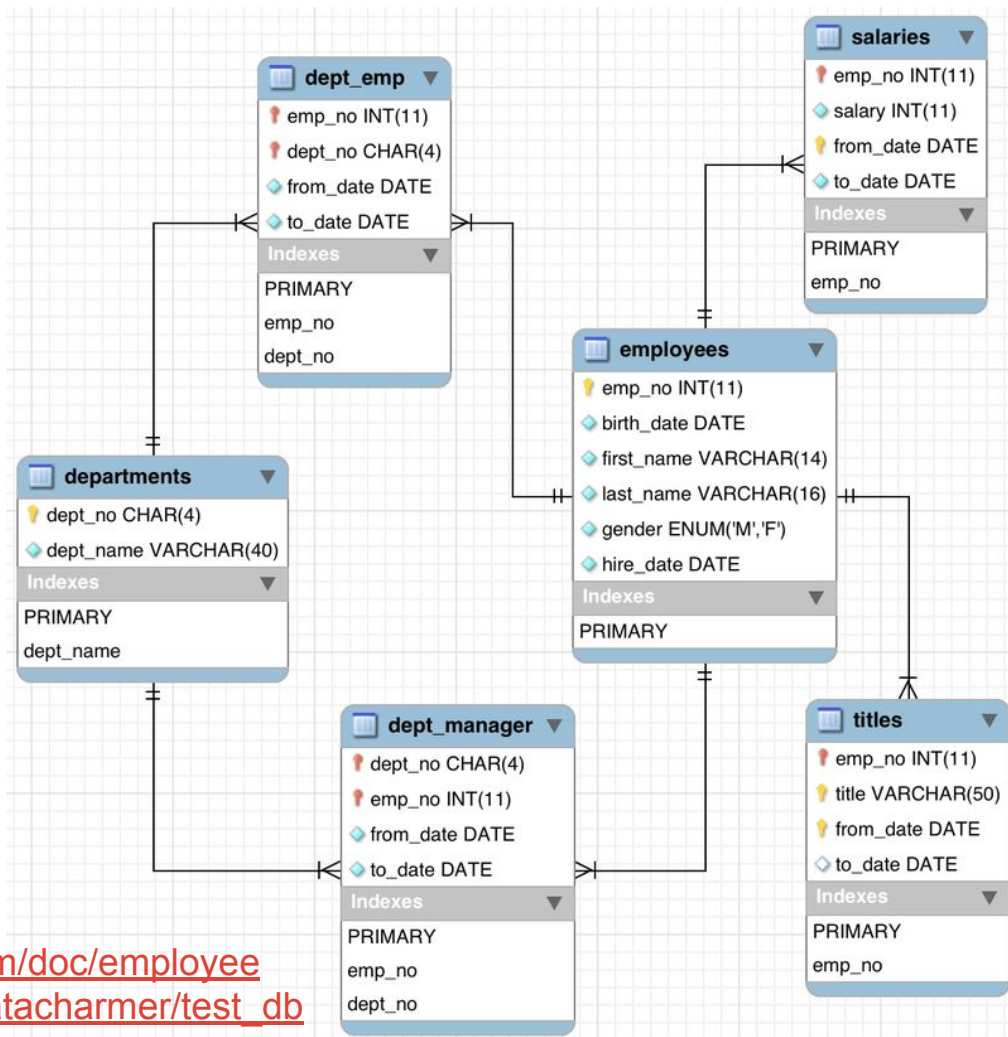 dept_emp
emp_no INT(11)
dept_no CHAR(4)
from_date DATE
to_date DATE
Indexes
PRIMARY
emp_no
dept_no
salaries
emp_no INT(11)
salary INT(11)
from_date DATE
to_date DATE
Indexes
PRIMARY
emp_no
departments
dept_no CHAR(4)
dept_name VARCHAR(40)
Indexes
PRIMARY
dept_name
employees
emp_no INT(11)
birth_date DATE
first_name VARCHAR(14)
last_name VARCHAR(16)
gender ENUM('M','F')
hire_date DATE
Indexes
PRIMARY
dept_manager
dept_no CHAR(4)
emp_no INT(11)
from_date DATE
to_date DATE
Indexes
PRIMARY
emp_no
dept_no
titles
emp_no INT(11)
title VARCHAR(50)
from_date DATE
to_date DATE
Indexes
PRIMARY
emp_no
m/doc/employee
atacharmer/test_db